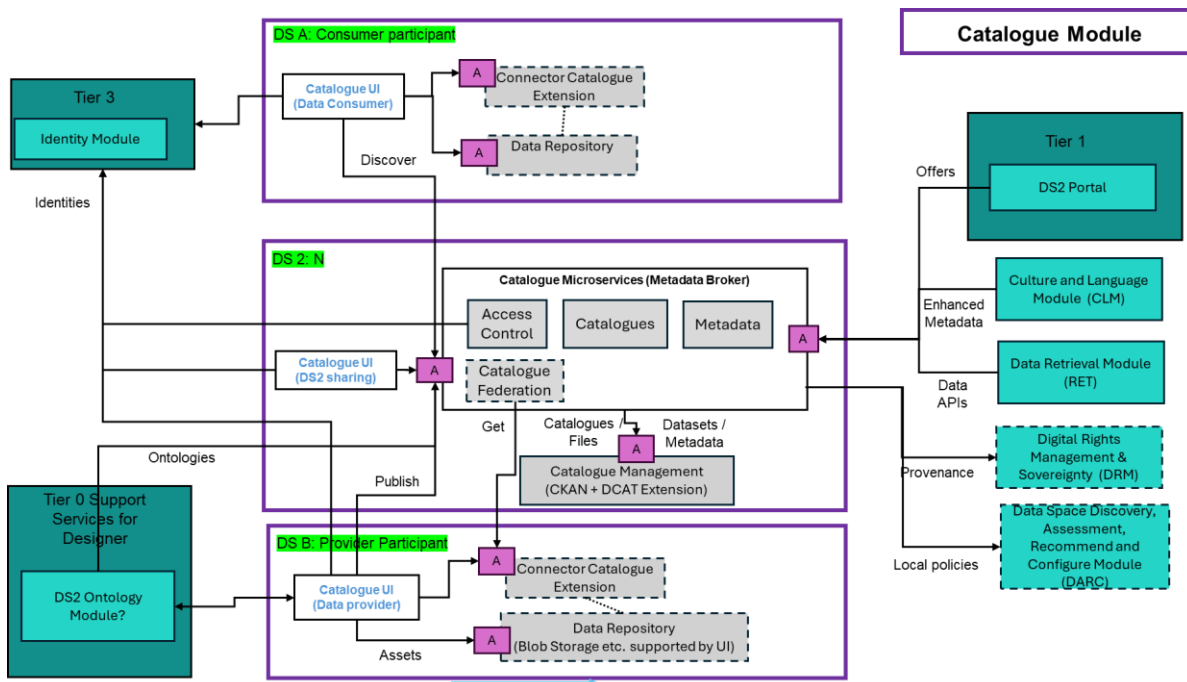 DS A: Consumer participant
Catalogue Module
Tier 3
Identity Module
Catalogue UI
(Data Consumer)
A
Connector Catalogue
Extension
A
Data Repository
Discover
Identities
Tier 1
DS2 Portal
Offers
Culture and Language
Module (CLM)
Enhanced
Metadata
Data Retrieval Module
(RET)
Data
APIs
Digital Rights
Management &
Sovereignty (DRM)
Provenance
Data Space Discovery,
Assessment,
Recommend and
Configure Module
(DARC)
Local policies
DS 2: N
Catalogue Microservices (Metadata Broker)
Access
Control
Catalogues
Metadata
A
Catalogue UI
(DS2 sharing)
A
Catalogue
Federation
Get
Catalogues /
Files
Datasets /
Metadata
A
Catalogue Management
(CKAN + DCAT Extension)
Ontologies
Publish
Tier 0 Support
Services for
Designer
DS2 Ontology
Module?
DS B: Provider Participant
Catalogue UI
(Data provider)
A
Connector Catalogue
Extension
A
Data Repository
(Blob Storage etc. supported by UI)
Assets